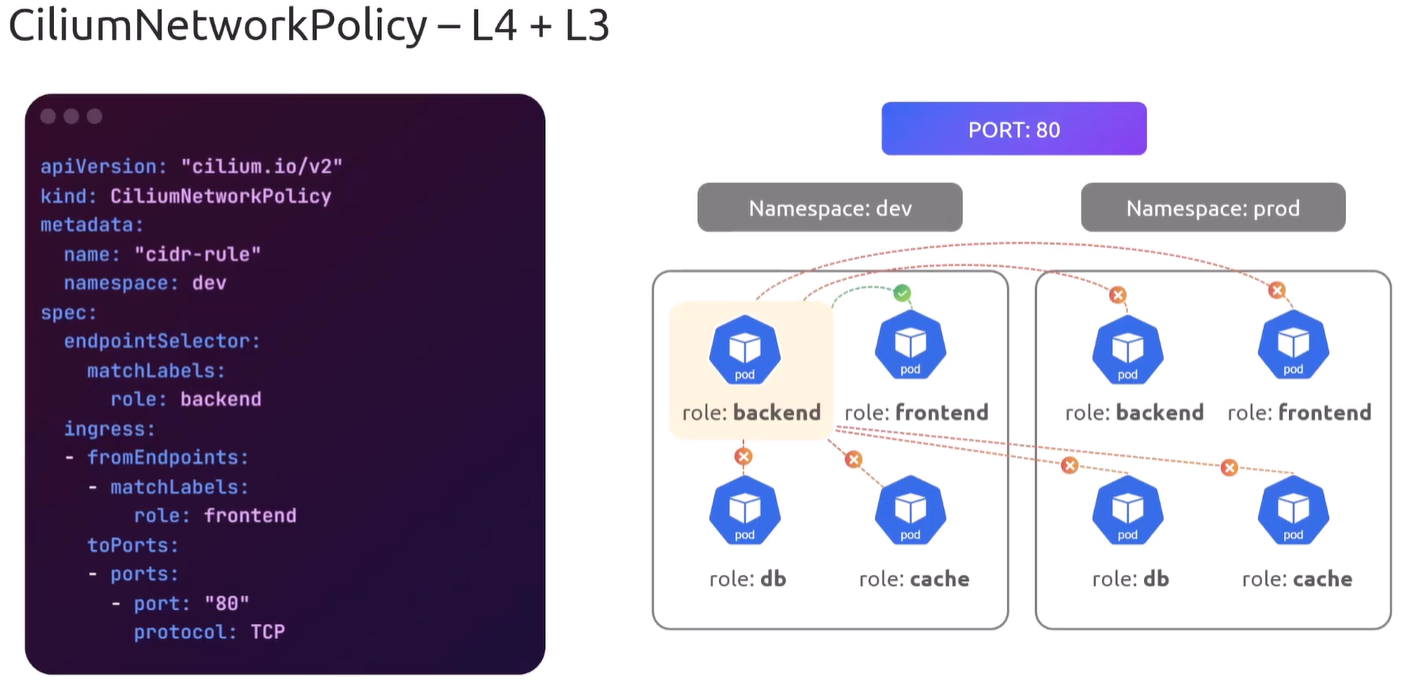 CiliumNetworkPolicy – L4 + L3
apiVersion: "cilium.io/v2"
kind: CiliumNetworkPolicy
metadata:
  name: "cidr-rule"
  namespace: dev
spec:
  endpointSelector:
    matchLabels:
      role: backend
  ingress:
  - fromEndpoints:
    - matchLabels:
        role: frontend
    toPorts:
    - ports:
      - port: "80"
        protocol: TCP
PORT: 80
Namespace: dev
Namespace: prod
pod
pod
pod
pod
role: backend
role: frontend
role: backend
role: frontend
pod
pod
pod
pod
role: db
role: cache
role: db
role: cache